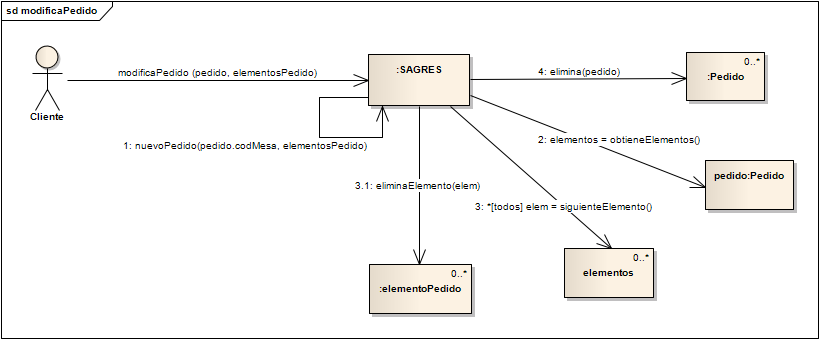 sd modificaPedido
Cliente
modificaPedido (pedido, elementosPedido)
:SAGRES
4: elimina(pedido)
0..*
:Pedido
1: nuevoPedido(pedido.codMesa, elementosPedido)
2: elementos = obtieneElementos()
pedido:Pedido
3.1: eliminaElemento(elem)
3: *[todos] elem = siguienteElemento()
0..*
:elementoPedido
0..*
elementos